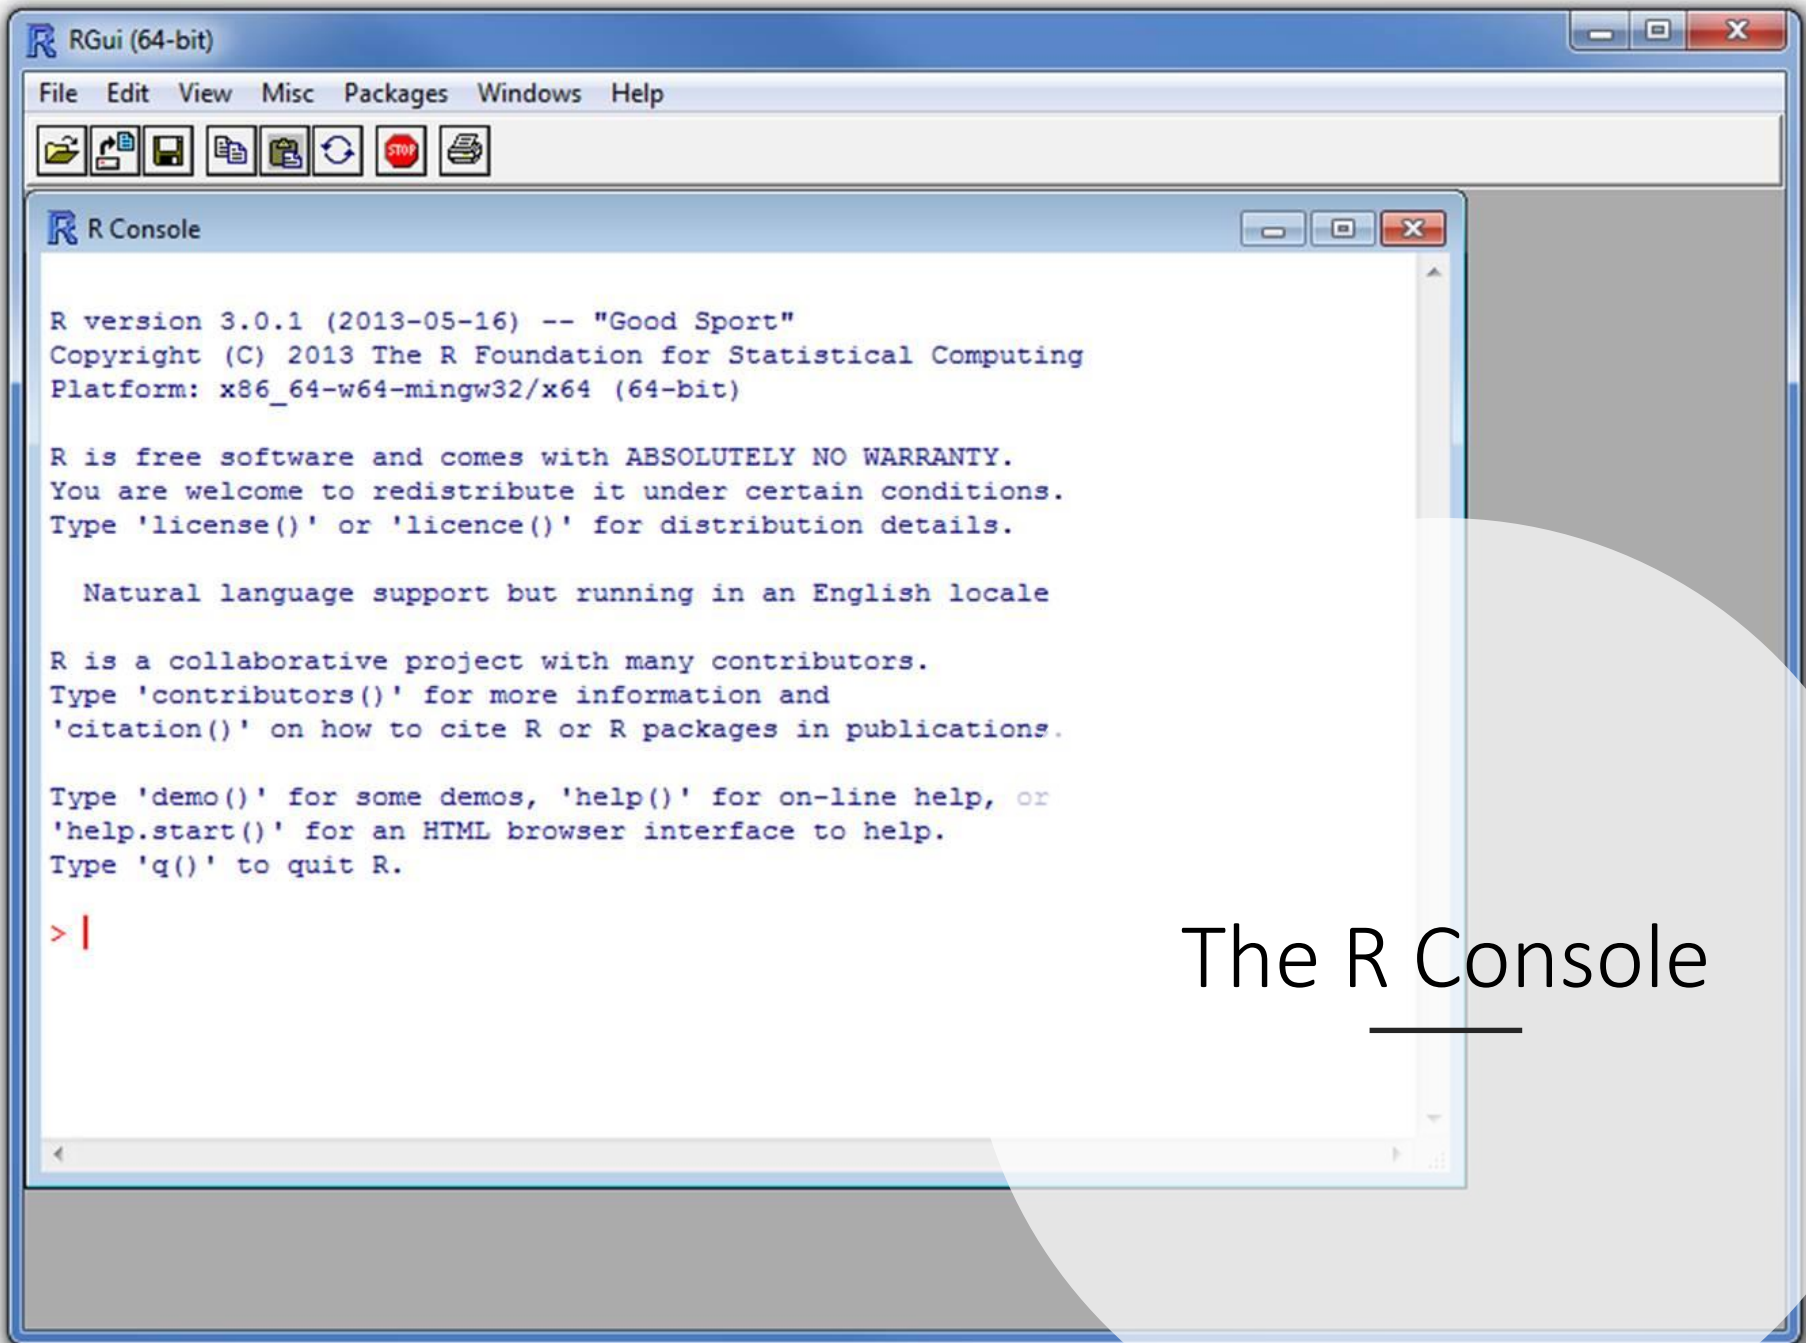 RGui (64-bit)
File Edit View Misc Packages Windows Help
STOP
R Console
R version 3.0.1 (2013-05-16) -- "Good Sport"
Copyright (C) 2013 The R Foundation for Statistical Computing
Platform: x86_64-w64-mingw32/x64 (64-bit)
R is free software and comes with ABSOLUTELY NO WARRANTY.
You are welcome to redistribute it under certain conditions.
Type 'license()' or 'licence()' for distribution details.
Natural language support but running in an English locale
R is a collaborative project with many contributors.
Type 'contributors()' for more information and
'citation()' on how to cite R or R packages in publications.
Type 'demo()' for some demos, 'help()' for on-line help, or
'help.start()' for an HTML browser interface to help.
Type 'q()' to quit R.
>
The R Console